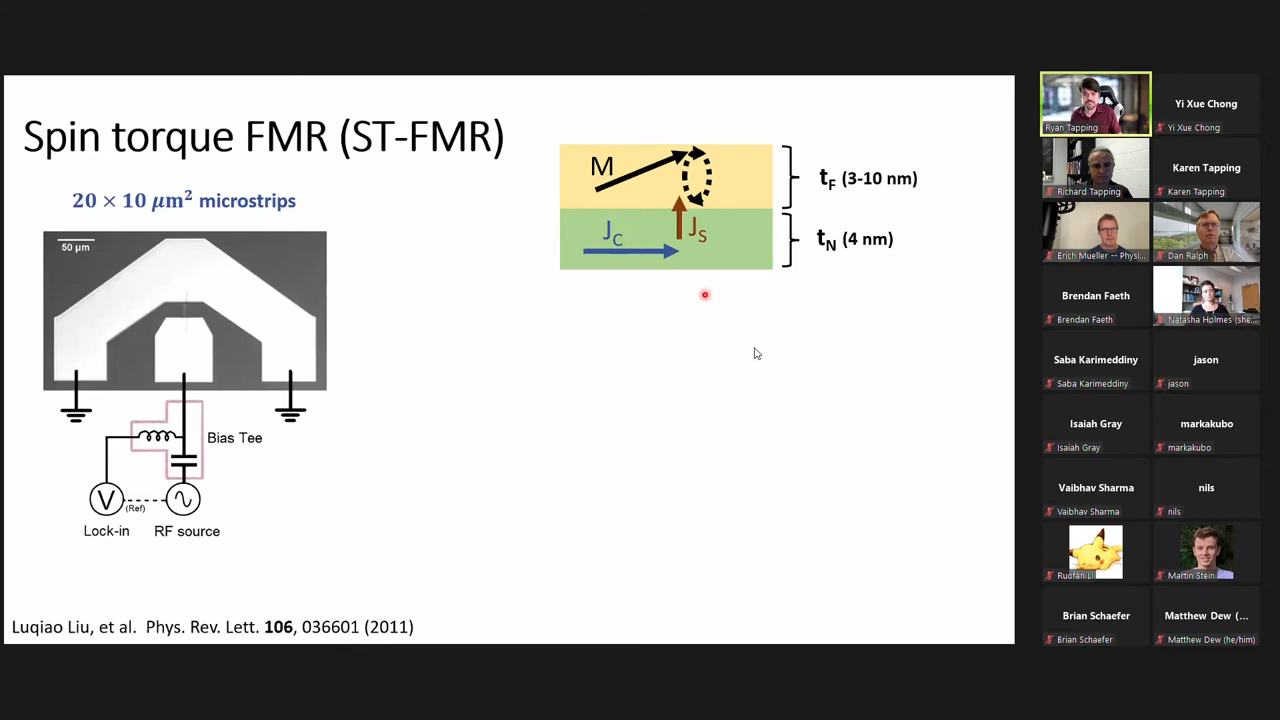 Spin torque FMR (ST-FMR)
20 × 10 μm² microstrips
50 μm
Bias Tee
V
(Ref)
Lock-in
RF source
M
J_C
J_S
t_F (3-10 nm)
t_N (4 nm)
Luqiao Liu, et al. Phys. Rev. Lett. 106, 036601 (2011)
Ryan Tapping
Yi Xue Chong
Yi Xue Chong
Richard Tapping
Karen Tapping
Karen Tapping
Erich Mueller -- Physi...
Dan Ralph
Brendan Faeth
Brendan Faeth
Natasha Holmes (she...
Saba Karimeddiny
Saba Karimeddiny
jason
jason
Isaiah Gray
Isaiah Gray
markakubo
markakubo
Vaibhav Sharma
Vaibhav Sharma
nils
nils
Ruofan Li
Martin Stein
Brian Schaefer
Brian Schaefer
Matthew Dew (...
Matthew Dew (he/him)